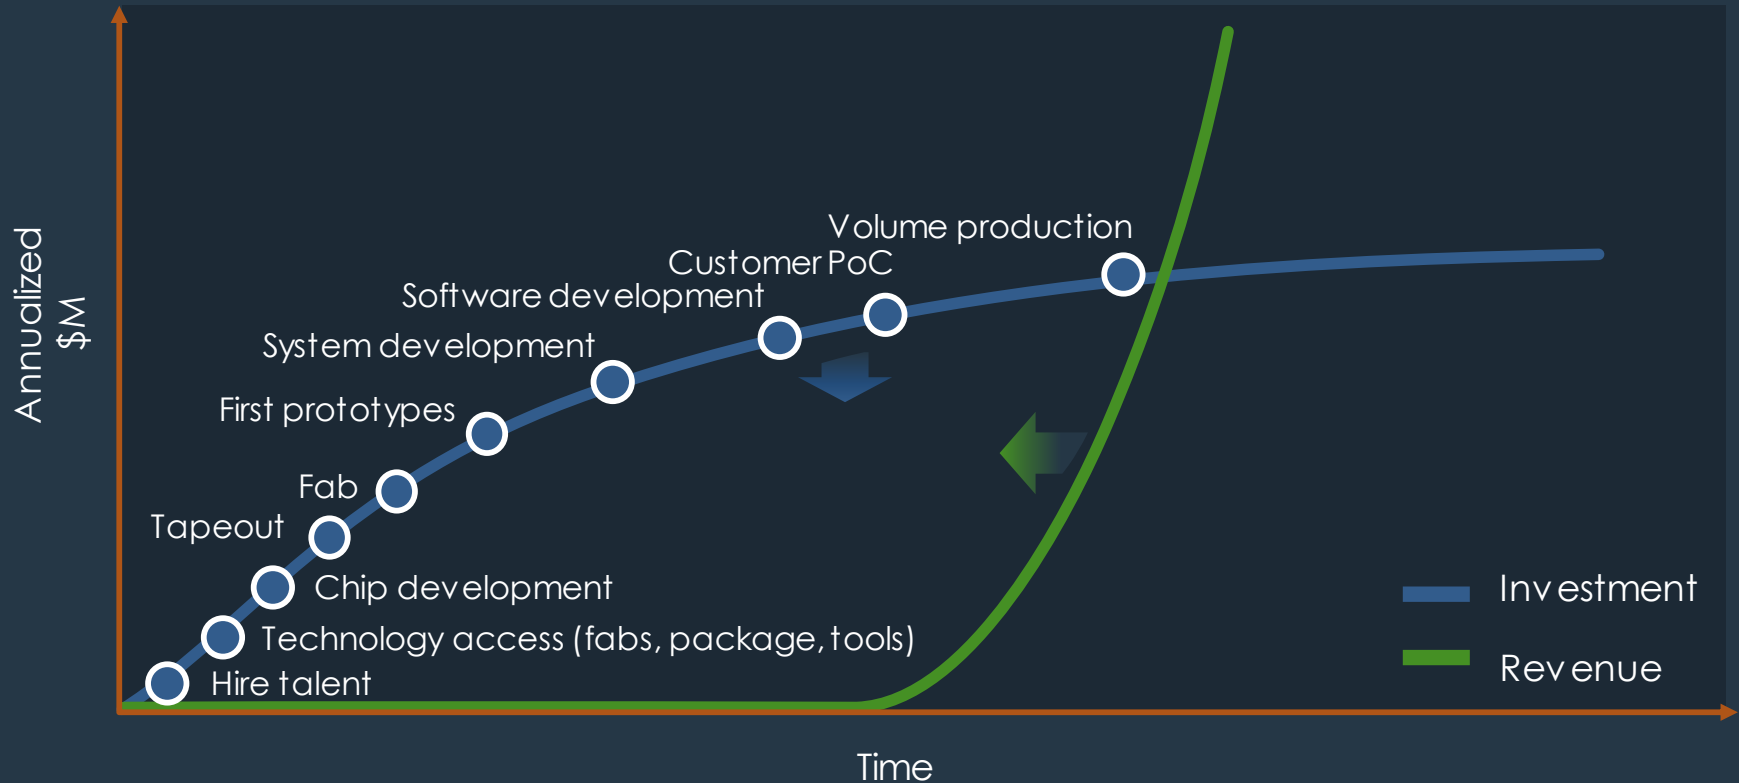 Annualized
$M
Volume production
Customer PoC
Software development
System development
First prototypes
Fab
Tapeout
Chip development
Technology access (fabs, package, tools)
Hire talent
Investment
Revenue
Time